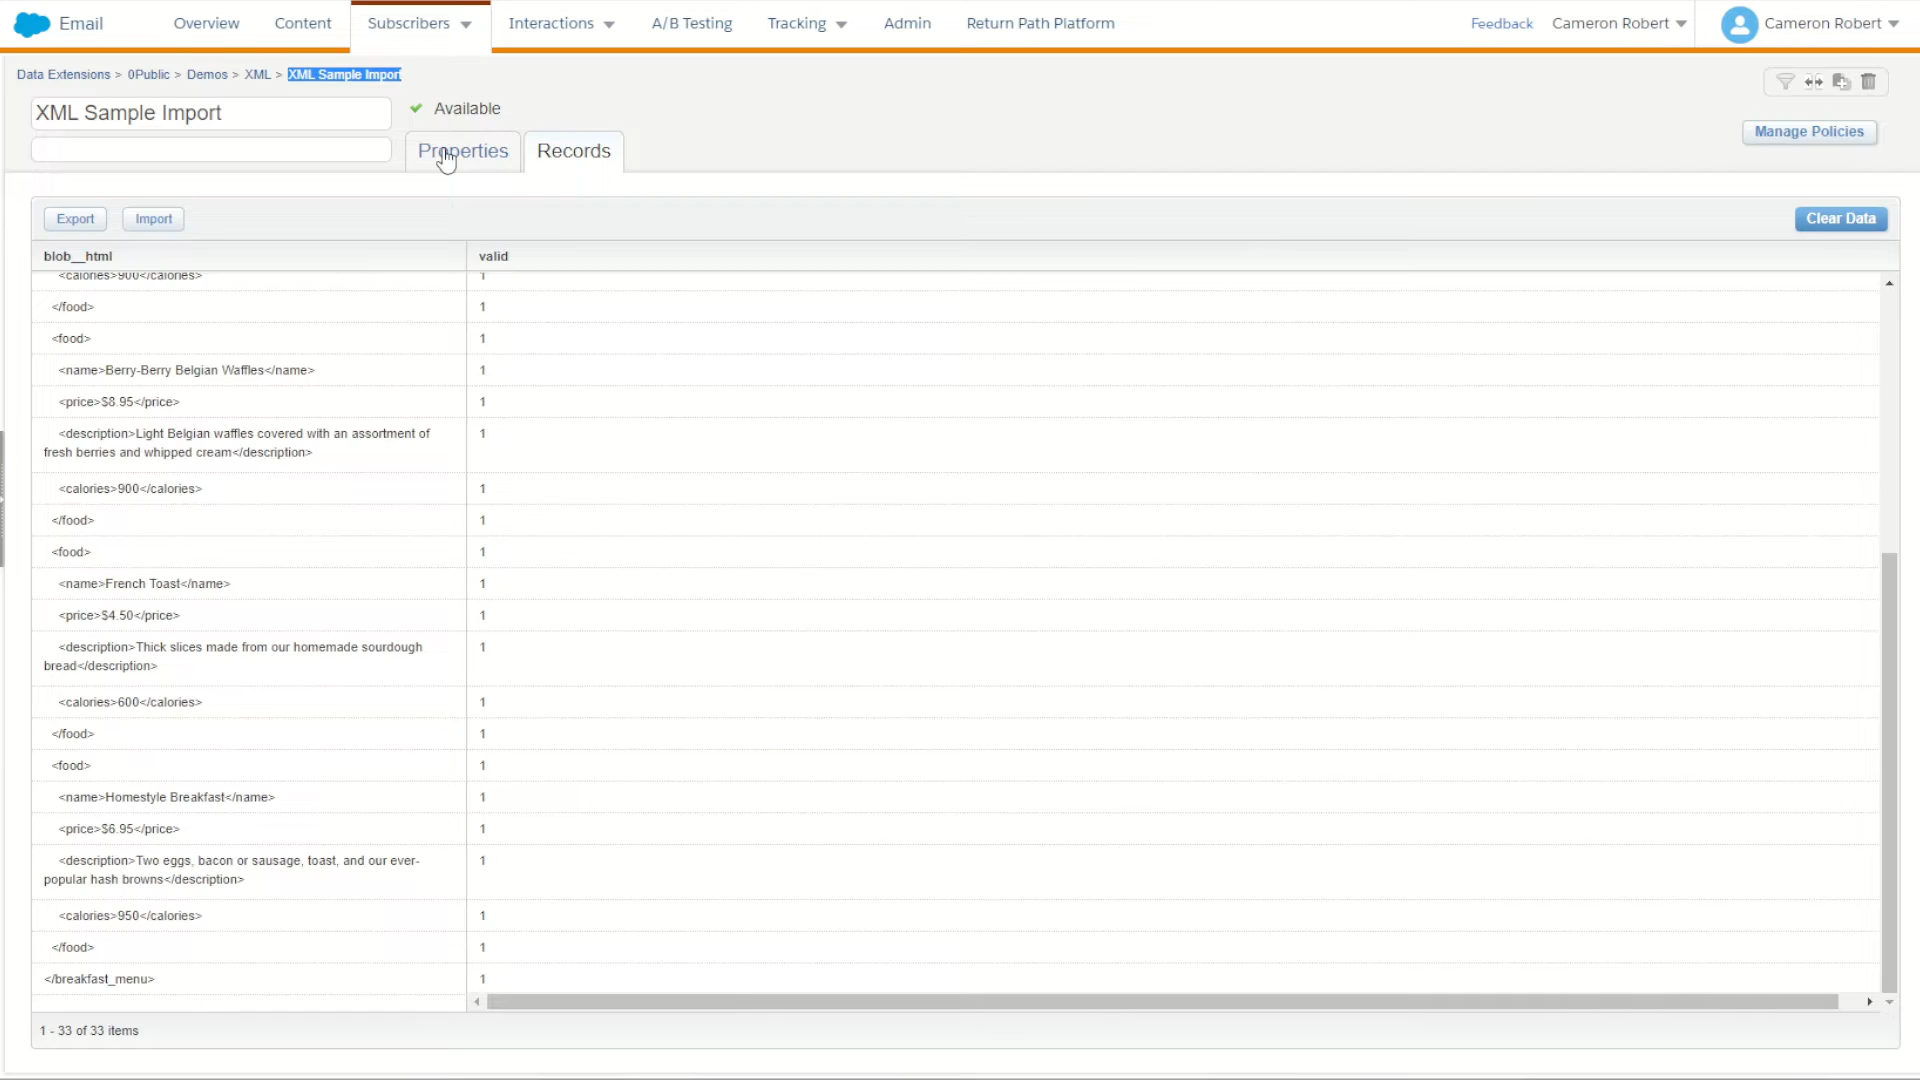 Email Overview Content Subscribers Interactions A/B Testing Tracking Admin Return Path Platform Feedback Cameron Robert Cameron Robert
Data Extensions > 0Public > Demos > XML > XML Sample Import
XML Sample Import
Available
Properties Records
Manage Policies
Export Import Clear Data
blob__html valid
<calories>900</calories> 1
</food> 1
<food> 1
<name>Berry-Berry Belgian Waffles</name> 1
<price>$8.95</price> 1
<description>Light Belgian waffles covered with an assortment of 1
fresh berries and whipped cream</description>
<calories>900</calories> 1
</food> 1
<food> 1
<name>French Toast</name> 1
<price>$4.50</price> 1
<description>Thick slices made from our homemade sourdough 1
bread</description>
<calories>600</calories> 1
</food> 1
<food> 1
<name>Homestyle Breakfast</name> 1
<price>$6.95</price> 1
<description>Two eggs, bacon or sausage, toast, and our ever- 1
popular hash browns</description>
<calories>950</calories> 1
</food> 1
</breakfast_menu> 1
1 - 33 of 33 items